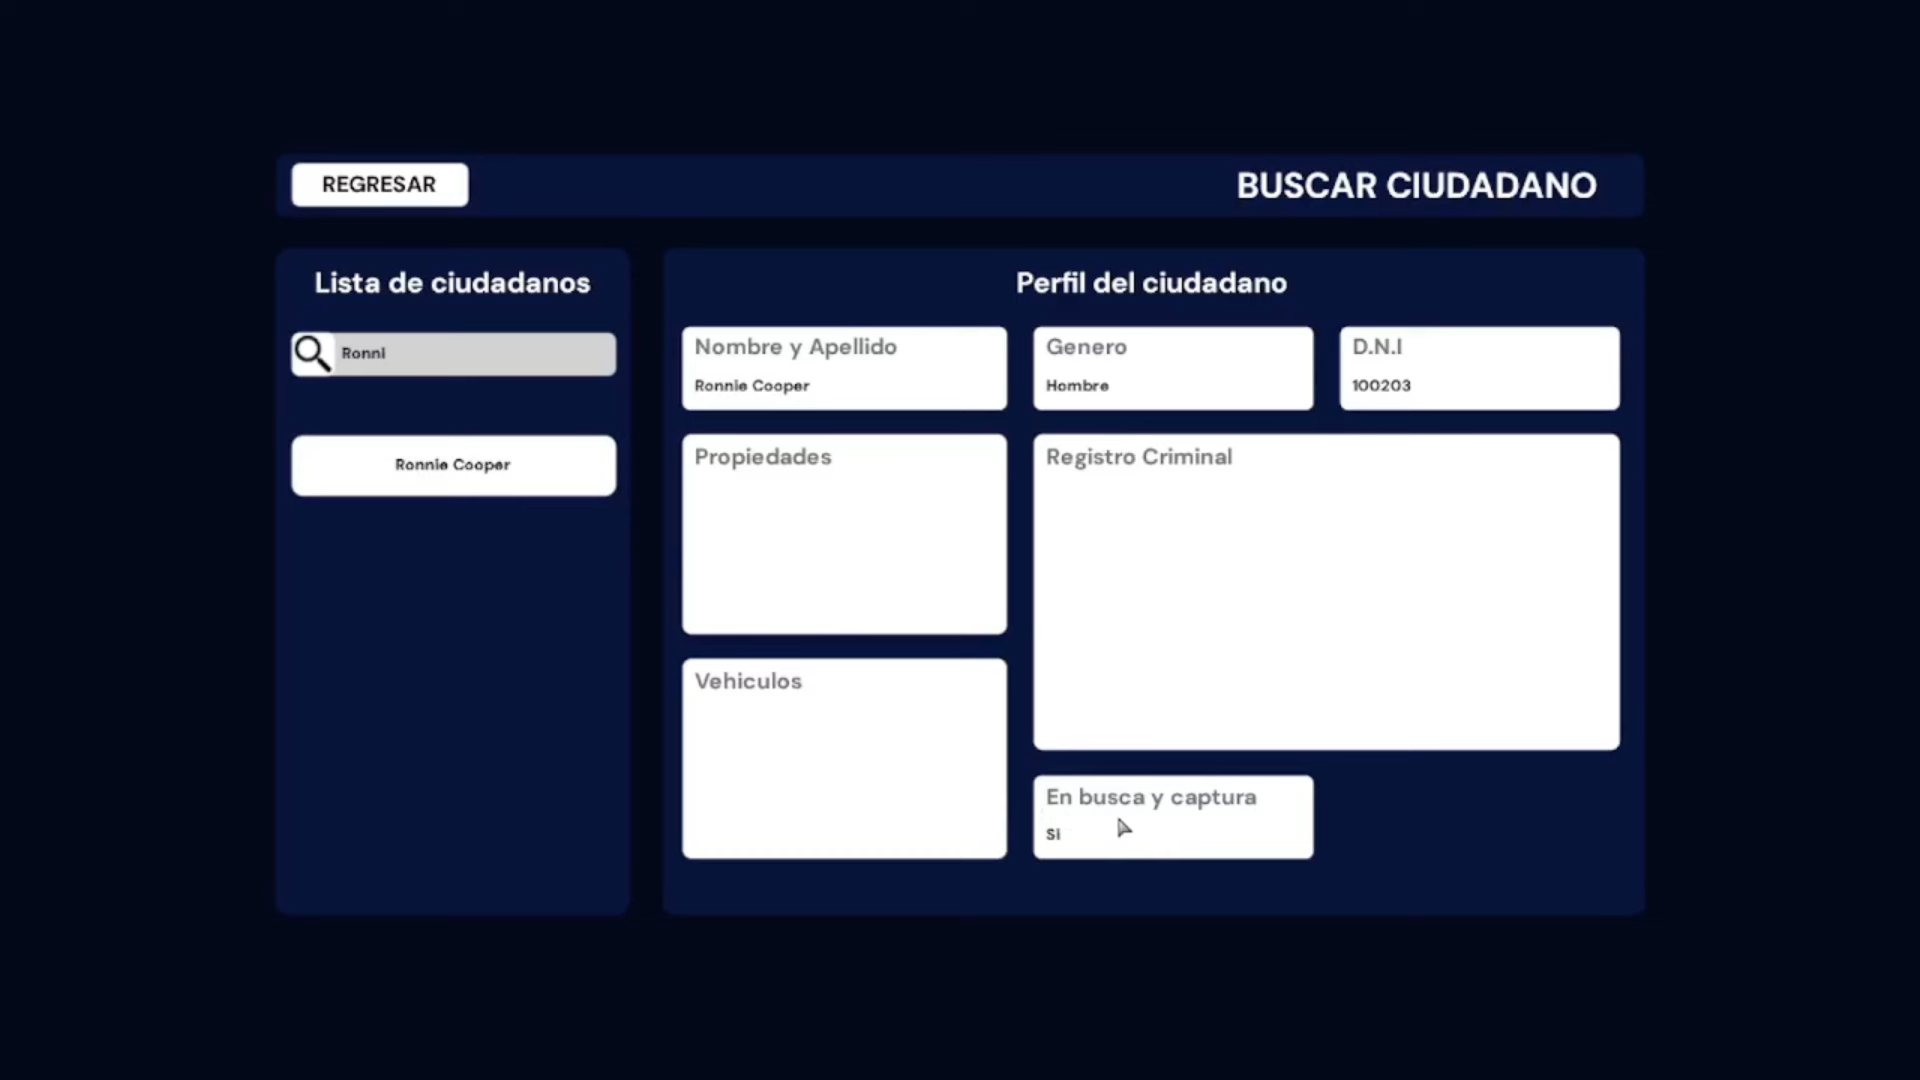 REGRESAR
BUSCAR CIUDADANO
Lista de ciudadanos
Ronni
Ronnie Cooper
Perfil del ciudadano
Nombre y Apellido
Ronnie Cooper
Genero
Hombre
D.N.I
100203
Propiedades
Registro Criminal
Vehiculos
En busca y captura
Si